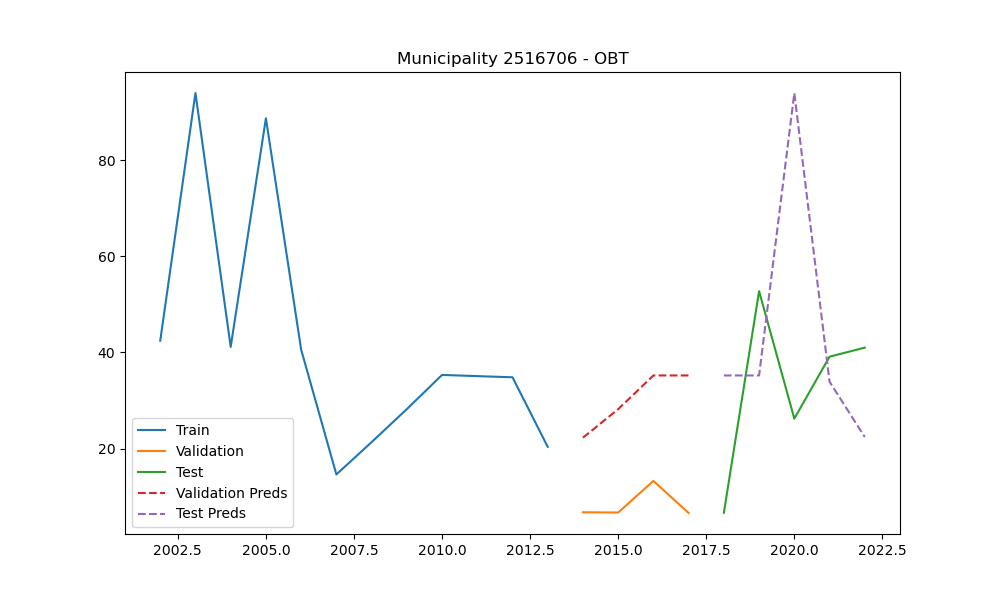 Municipality 2516706 - OBT
80
60
40
20
Train
Validation
Test
Validation Preds
Test Preds
2002.5 2005.0 2007.5 2010.0 2012.5 2015.0 2017.5 2020.0 2022.5